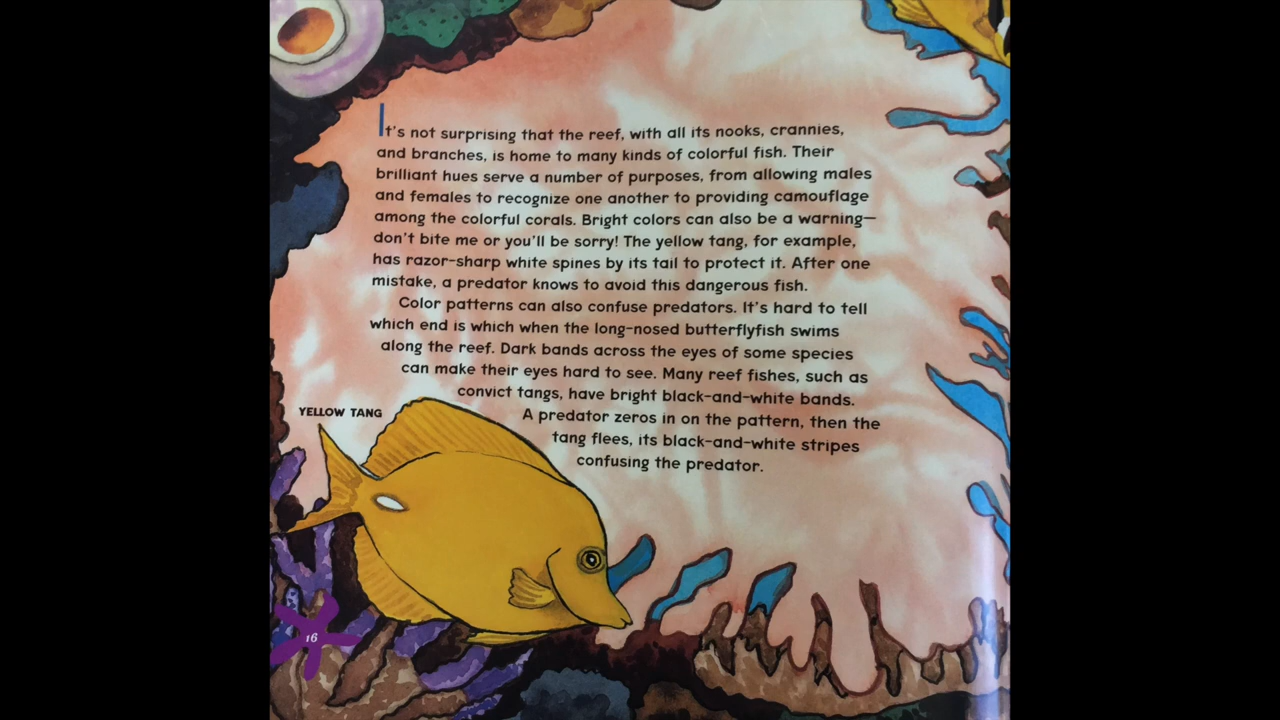 It's not surprising that the reef, with all its nooks, crannies,
and branches, is home to many kinds of colorful fish. Their
brilliant hues serve a number of purposes, from allowing males
and females to recognize one another to providing camouflage
among the colorful corals. Bright colors can also be a warning—
don't bite me or you'll be sorry! The yellow tang, for example,
has razor-sharp white spines by its tail to protect it. After one
mistake, a predator knows to avoid this dangerous fish.
Color patterns can also confuse predators. It's hard to tell
which end is which when the long-nosed butterflyfish swims
along the reef. Dark bands across the eyes of some species
can make their eyes hard to see. Many reef fishes, such as
convict tangs, have bright black-and-white bands.
A predator zeros in on the pattern, then the
tang flees, its black-and-white stripes
confusing the predator.
YELLOW TANG
16